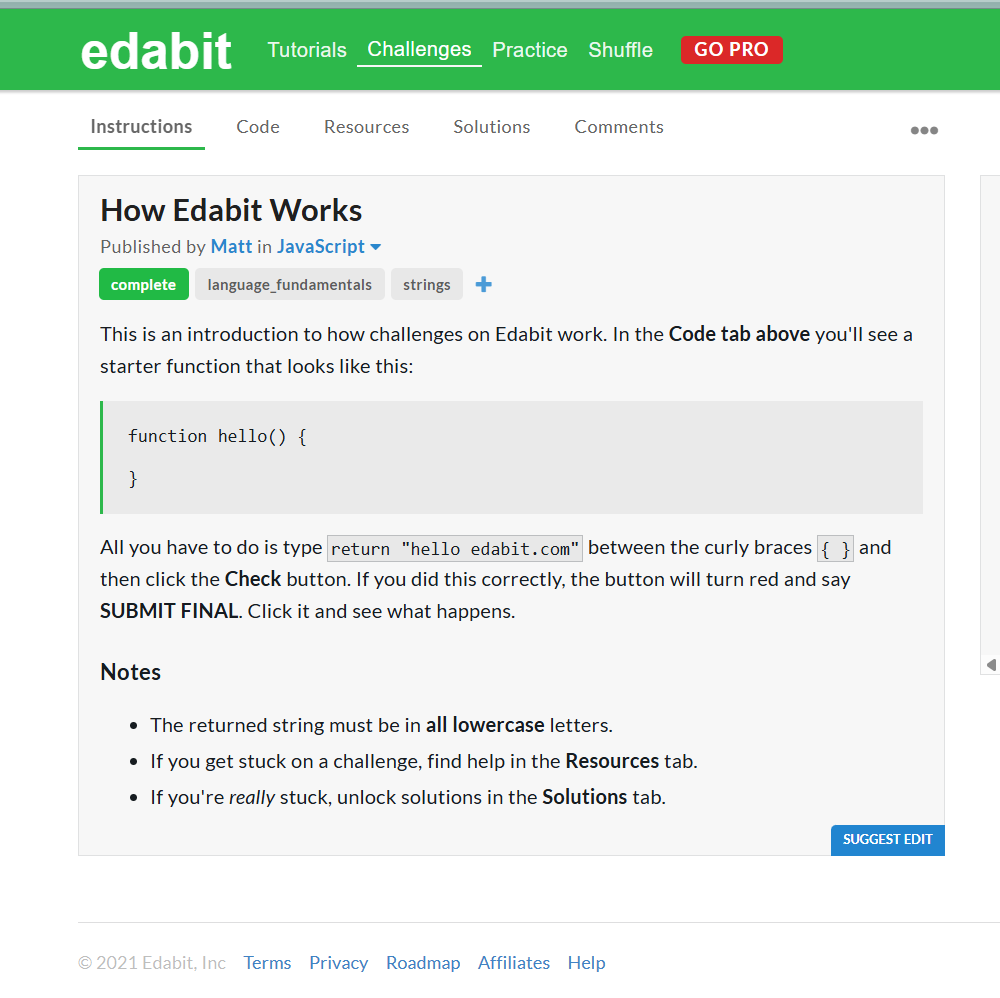 edabit Tutorials Challenges Practice Shuffle GO PRO
Instructions Code Resources Solutions Comments
How Edabit Works
Published by Matt in JavaScript
complete language_fundamentals strings
This is an introduction to how challenges on Edabit work. In the Code tab above you'll see a
starter function that looks like this:
function hello() {
}
All you have to do is type return "hello edabit.com" between the curly braces { } and
then click the Check button. If you did this correctly, the button will turn red and say
SUBMIT FINAL. Click it and see what happens.
Notes
• The returned string must be in all lowercase letters.
• If you get stuck on a challenge, find help in the Resources tab.
• If you're really stuck, unlock solutions in the Solutions tab.
SUGGEST EDIT
© 2021 Edabit, Inc Terms Privacy Roadmap Affiliates Help